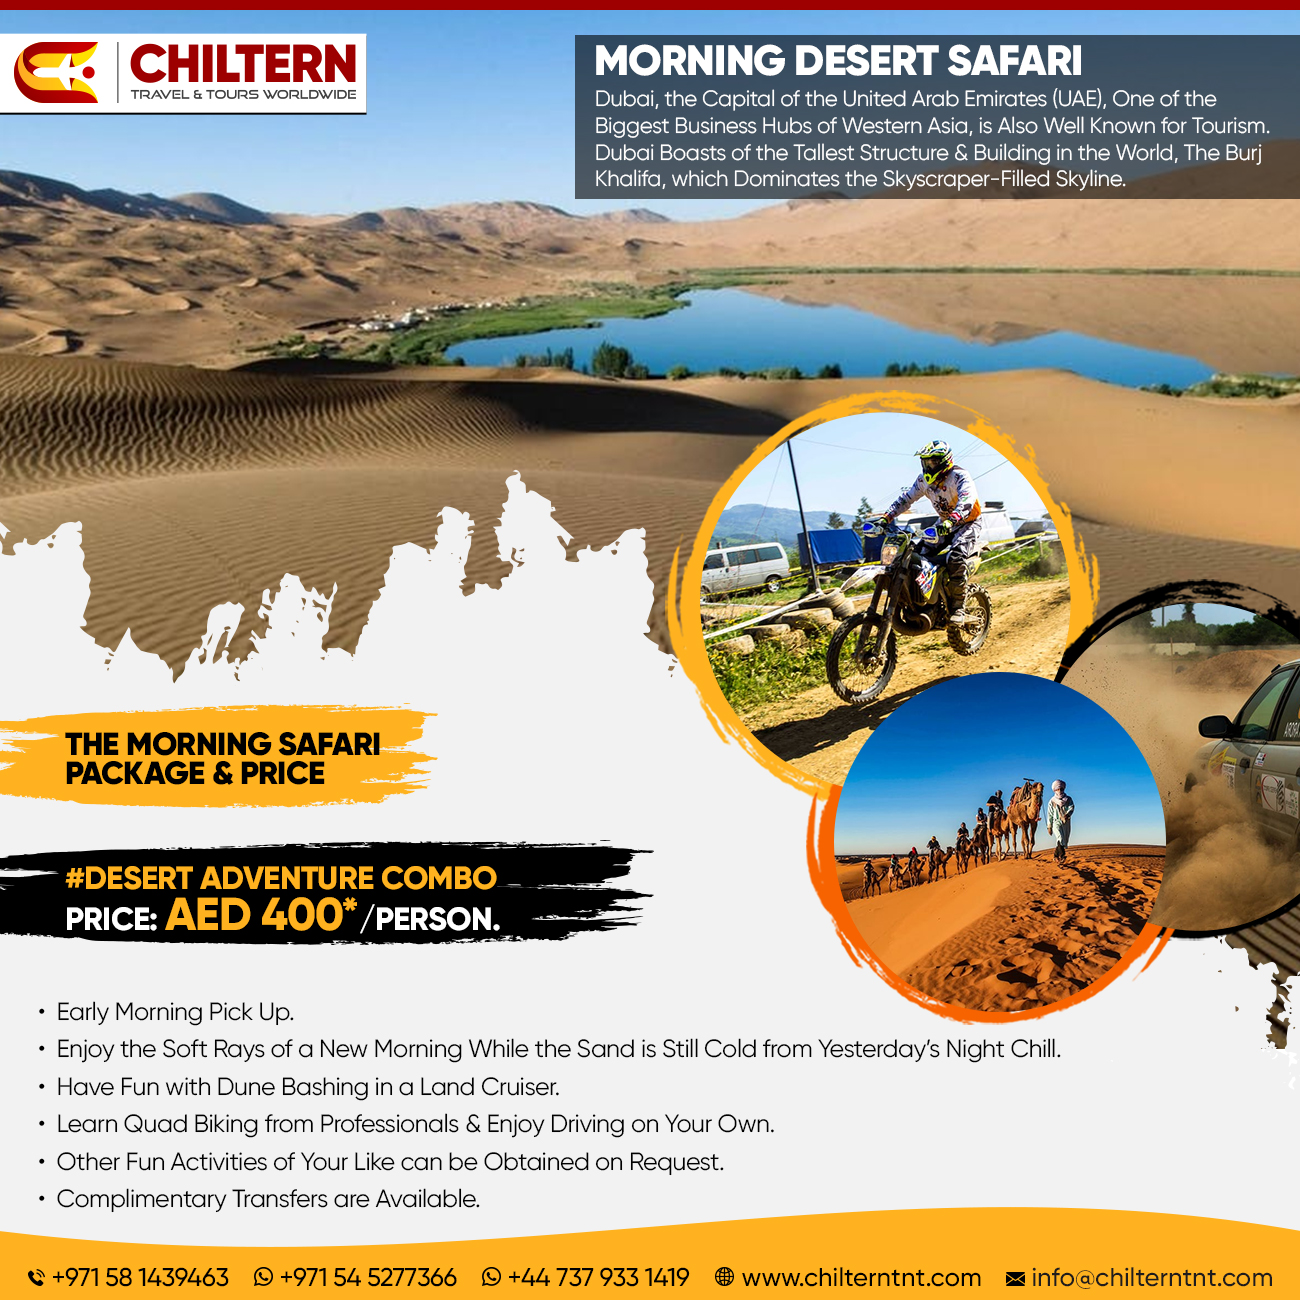 CHILTERN
TRAVEL & TOURS WORLDWIDE
MORNING DESERT SAFARI
Dubai, the Capital of the United Arab Emirates (UAE), One of the
Biggest Business Hubs of Western Asia, is Also Well Known for Tourism.
Dubai Boasts of the Tallest Structure & Building in the World, The Burj
Khalifa, which Dominates the Skyscraper-Filled Skyline.
THE MORNING SAFARI
PACKAGE & PRICE
#DESERT ADVENTURE COMBO
PRICE: AED 400*/PERSON.
• Early Morning Pick Up.
• Enjoy the Soft Rays of a New Morning While the Sand is Still Cold from Yesterday's Night Chill.
• Have Fun with Dune Bashing in a Land Cruiser.
• Learn Quad Biking from Professionals & Enjoy Driving on Your Own.
• Other Fun Activities of Your Like can be Obtained on Request.
• Complimentary Transfers are Available.
+971 58 1439463 +971 54 5277366 +44 737 933 1419 www.chilterntnt.com info@chilterntnt.com